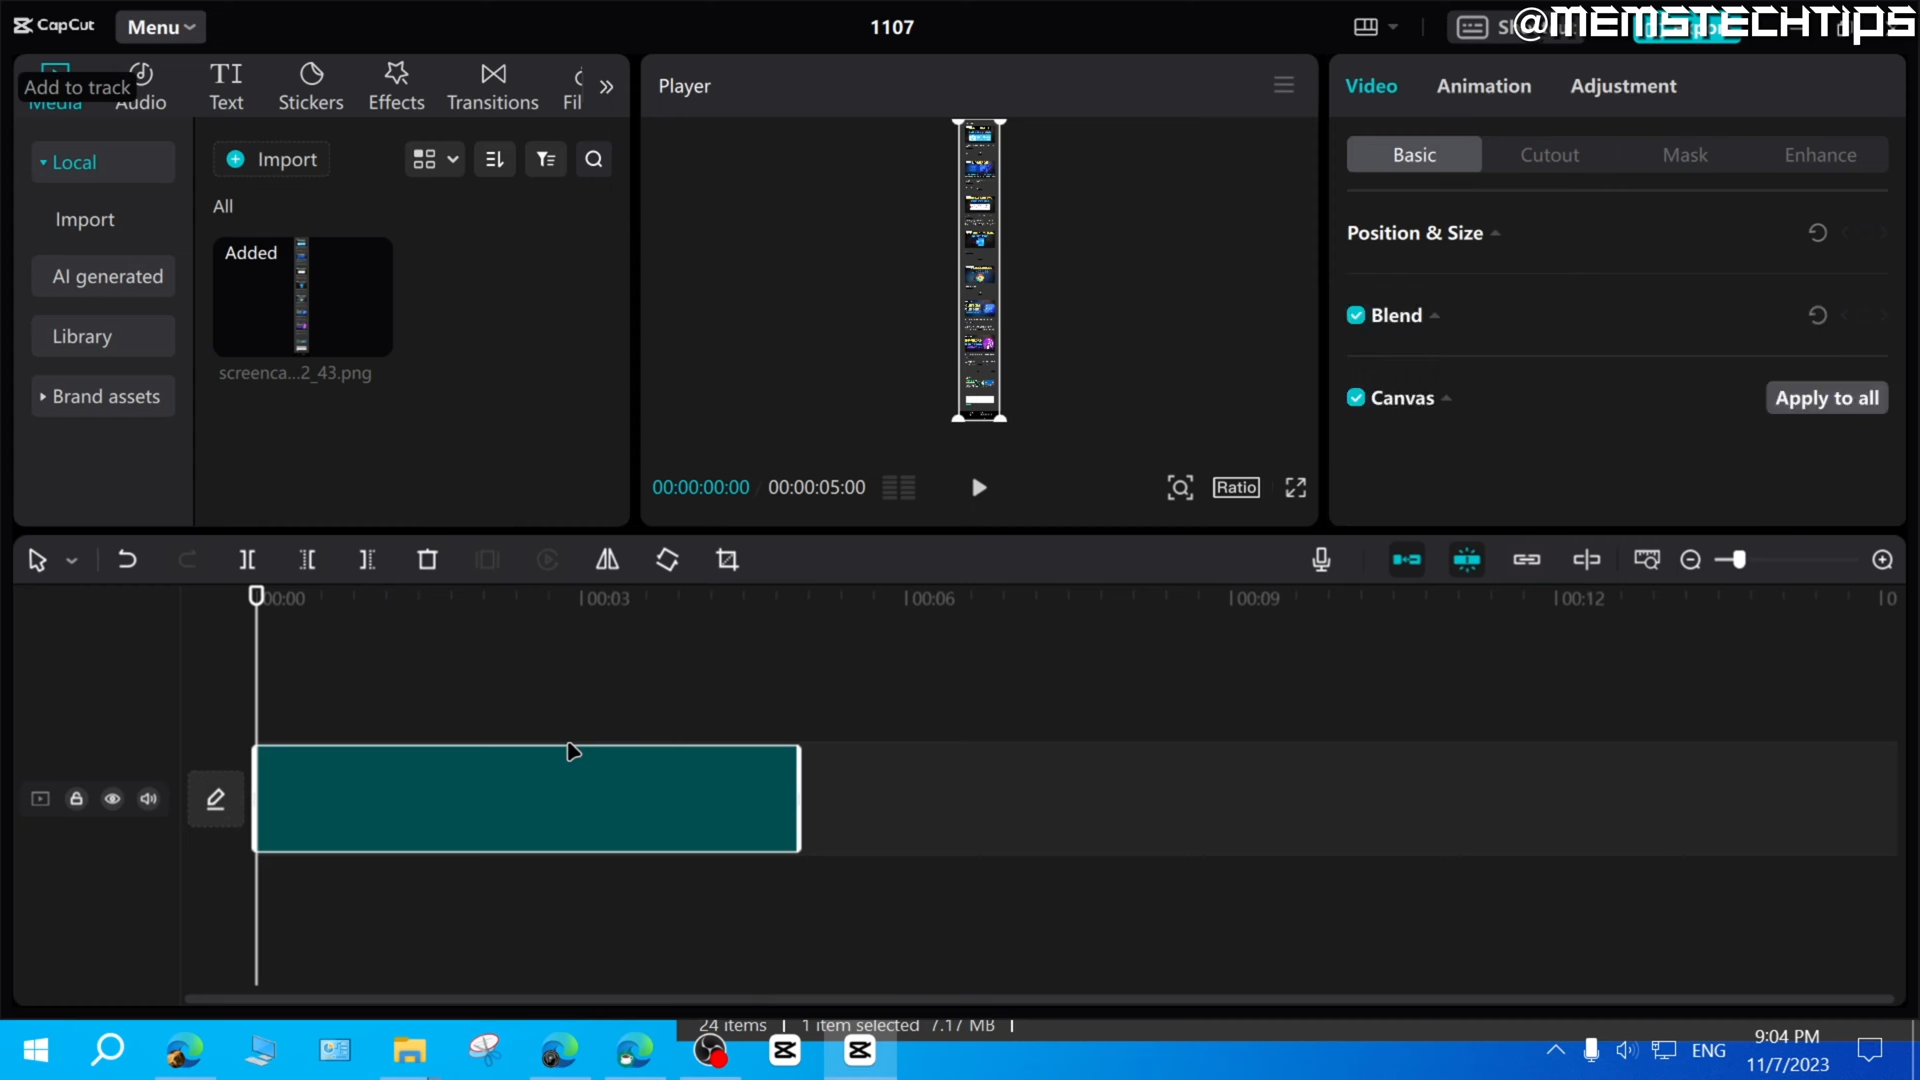 CapCut
Menu
1107
@MEMSTECHTIPS
Add to track
Media
Audio
Text
Stickers
Effects
Transitions
Fil
Player
Video
Animation
Adjustment
Local
Import
Import
AI generated
Library
Brand assets
All
Added
screenca...2_43.png
Basic
Cutout
Mask
Enhance
Position & Size
Blend
Canvas
Apply to all
00:00:00:00
00:00:05:00
Ratio
00:00
00:03
00:06
00:09
00:12
0
24 items
1 item selected 7.17 MB
ENG
9:04 PM
11/7/2023